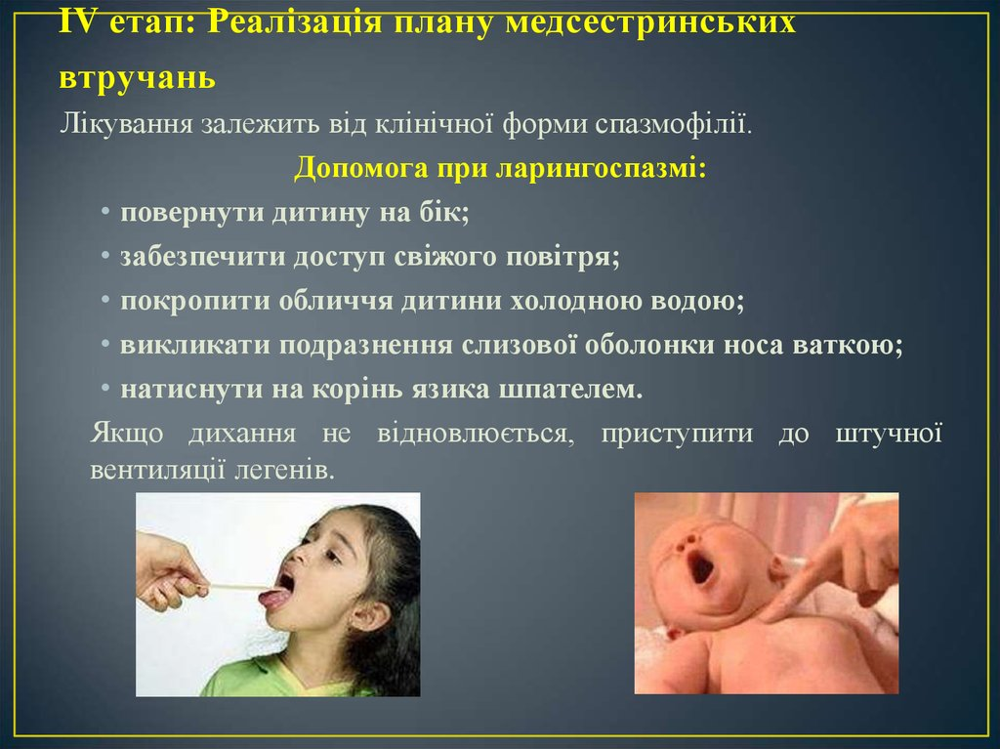 IV етап: Реалізація плану медсестринських
втручань
Лікування залежить від клінічної форми спазмофілії.
Допомога при ларингоспазмі:
• повернути дитину на бік;
• забезпечити доступ свіжого повітря;
• покропити обличчя дитини холодною водою;
• викликати подразнення слизової оболонки носа ваткою;
• натиснути на корінь язика шпателем.
Якщо дихання не відновлюється, приступити до штучної
вентиляції легенів.